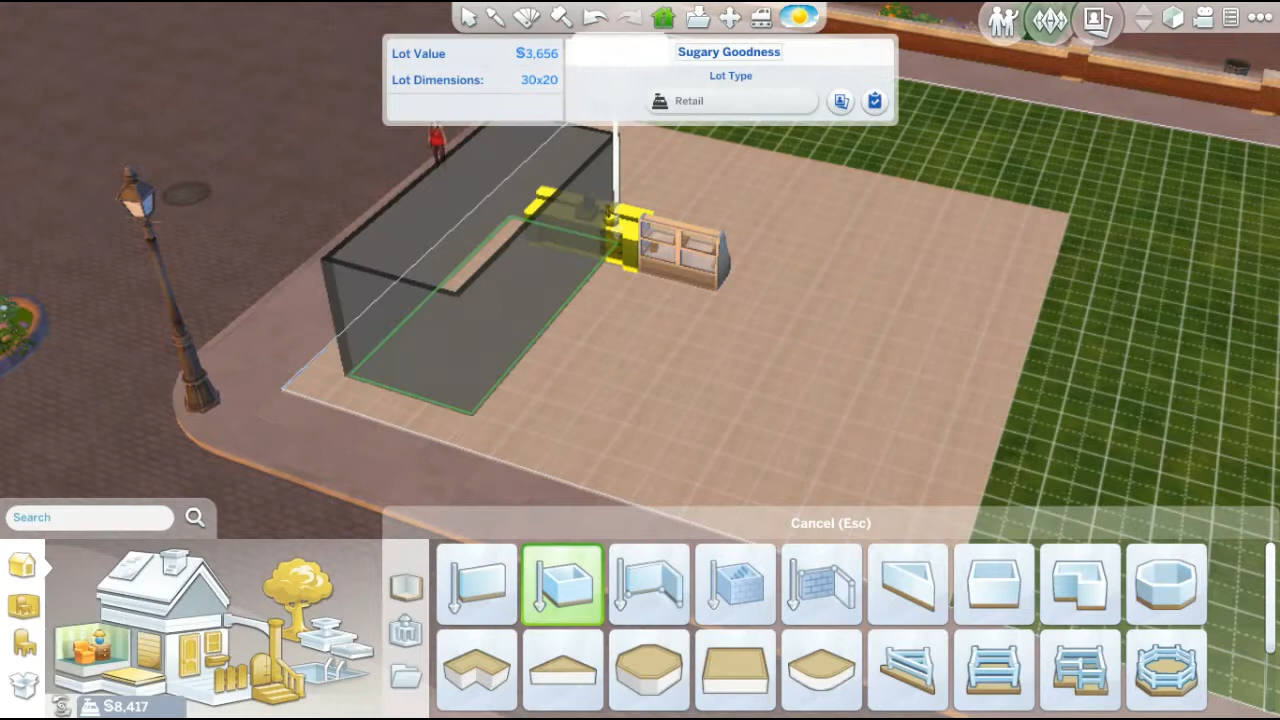 Lot Value §3,656
Sugary Goodness
Lot Dimensions: 30x20
Lot Type
Retail
Search
Cancel (Esc)
§8,417